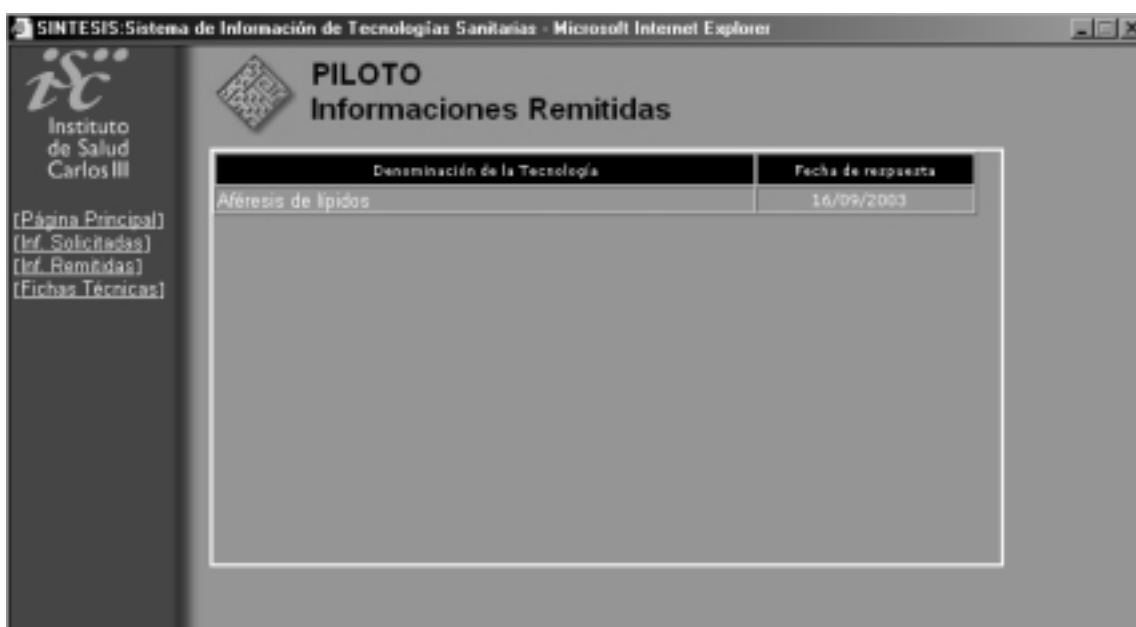 SINTESIS:Sistema de Información de Tecnologías Sanitarias - Microsoft Internet Explorer
isc
Instituto
de Salud
Carlos III
[Página Principal]
[Inf. Solicitadas]
[Inf. Remitidas]
[Fichas Técnicas]
PILOTO
Informaciones Remitidas
Denominación de la Tecnología
Fecha de respuesta
Aféresis de lípidos
16/09/2003